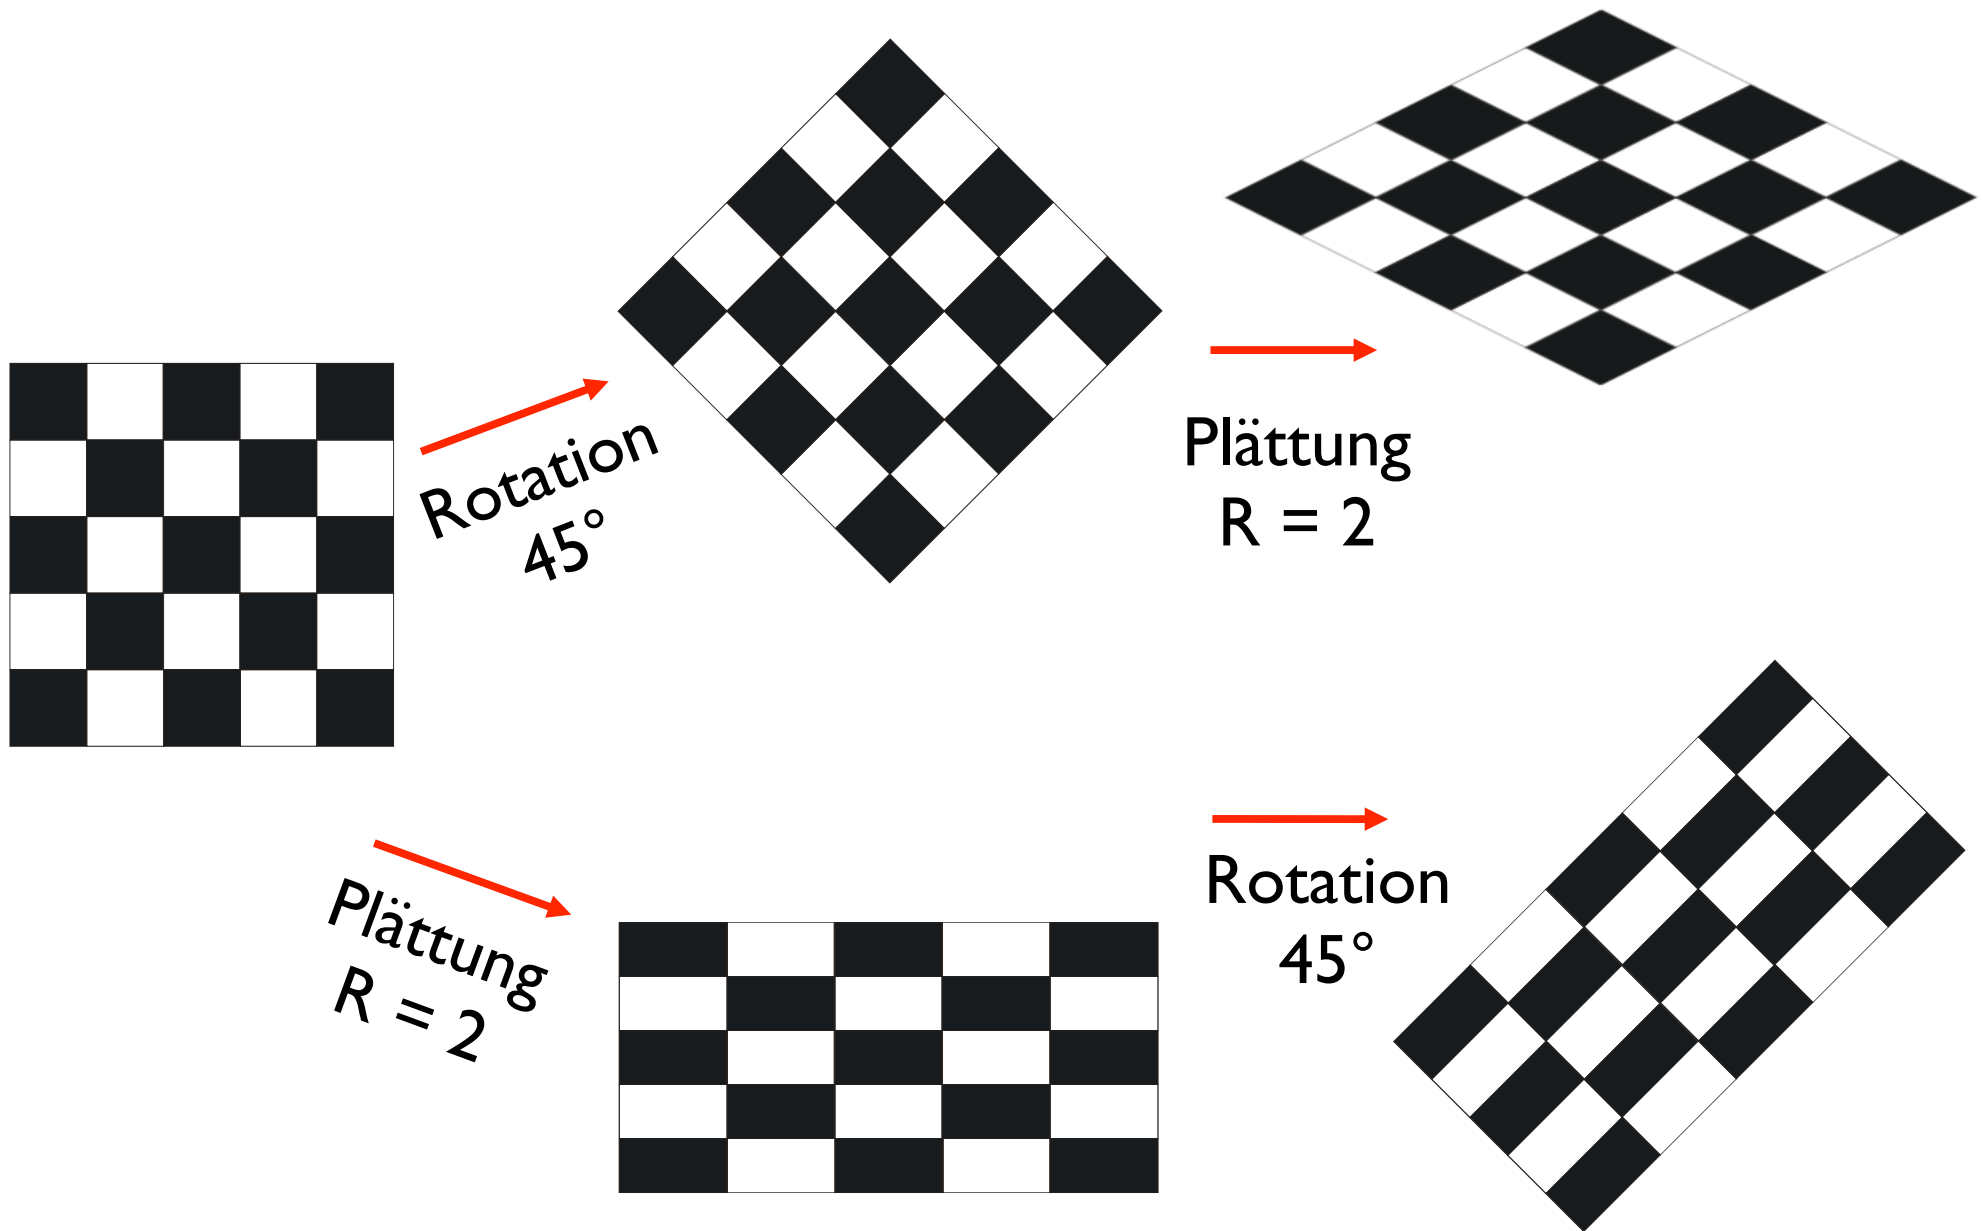 Rotation
45°
Plättung
R = 2
Plättung
R = 2
Rotation
45°